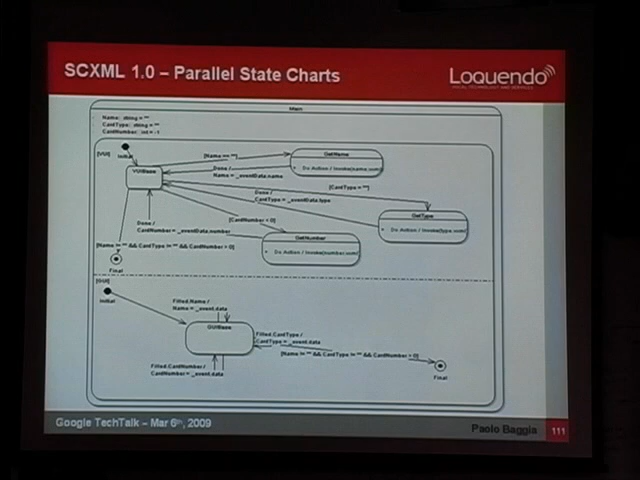 SCXML 1.0 – Parallel State Charts
Loquendo
VOCAL TECHNOLOGY AND SERVICES
Main
Name: string = ""
CardType: string = ""
CardNumber: int = -1
[VUI]
Initial
VUIBase
[Name == ""]
GetName
Do Action / Invoke(name.vxml)
Done /
Name = _eventData.name
Done /
CardType = _eventData.type
[CardType = ""]
GetType
Do Action / Invoke(type.vxml)
Done /
CardNumber = _eventData.number
[CardNumber < 0]
GetNumber
Do Action / Invoke(number.vxml)
[Name != "" && CardType != "" && CardNumber > 0]
Final
[GUI]
Initial
Filled.Name /
Name = _event.data
GUIBase
Filled.CardType /
CardType = _event.data
[Name != "" && CardType != "" && CardNumber > 0]
Filled.CardNumber /
CardNumber = _event.data
Final
Google TechTalk – Mar 6th, 2009
Paolo Baggia
111